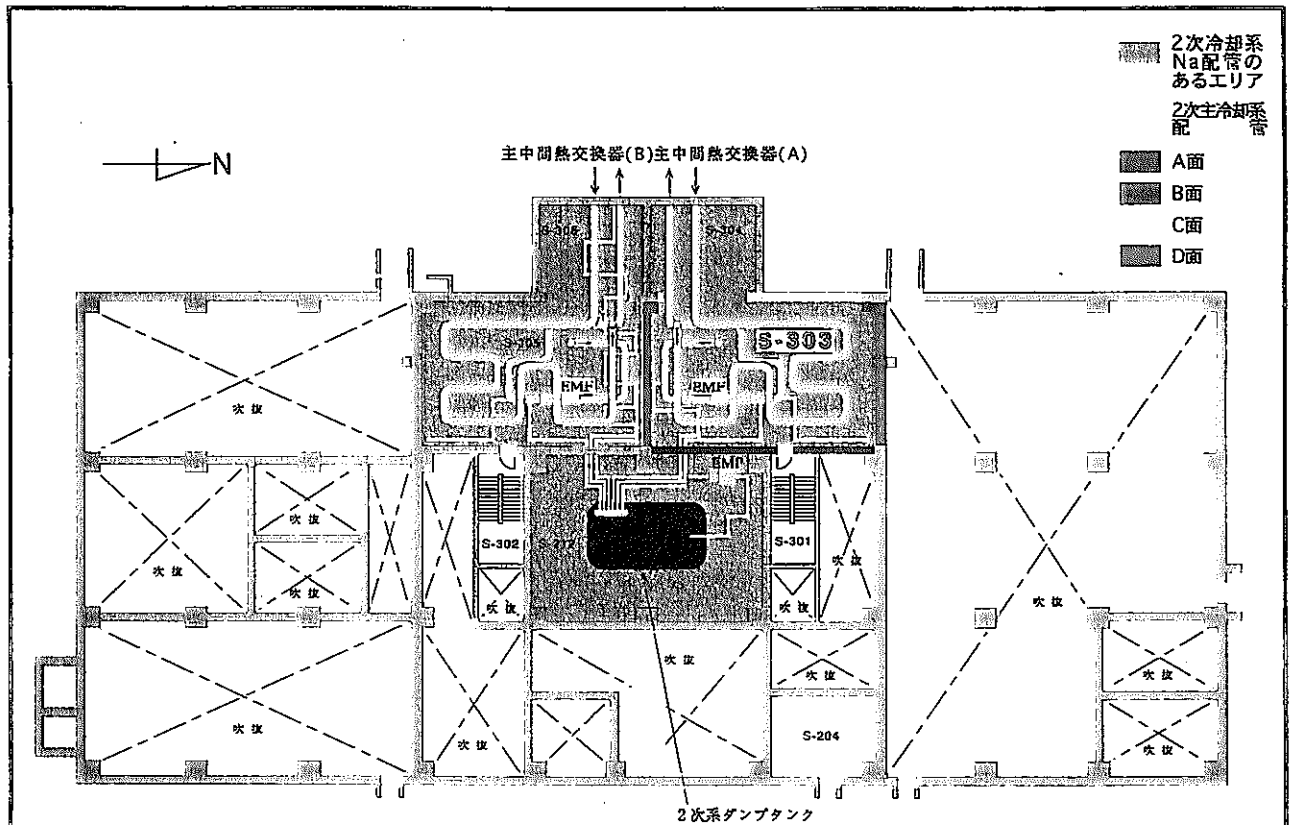 2次冷却系
Na配管の
あるエリア
2次主冷却系
配管
A面
B面
C面
D面
N
主中間熱交換器(B)主中間熱交換器(A)
S-304
S-303
EMF
EMF
EMF
吹抜
吹抜
吹抜
吹抜
吹抜
吹抜
吹抜
吹抜
吹抜
吹抜
吹抜
吹抜
吹抜
S-302
S-301
S-212
S-204
2次系ダンプタンク